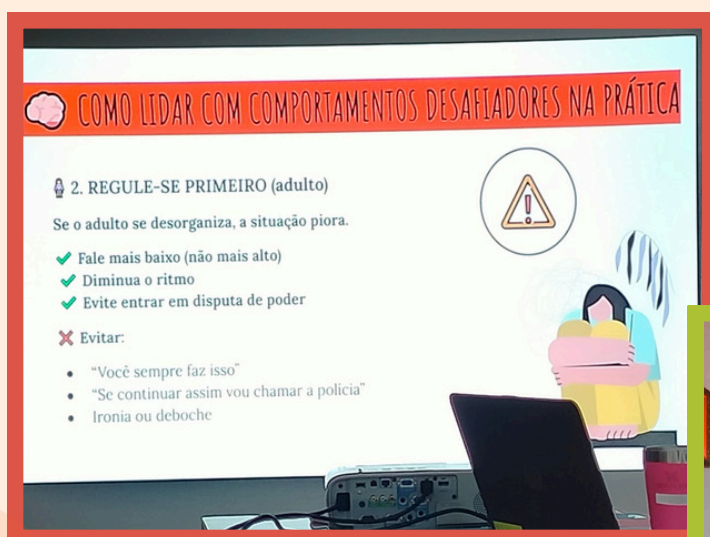 COMO LIDAR COM COMPORTAMENTOS DESAFIADORES NA PRÁTICA
2. REGULE-SE PRIMEIRO (adulto)
Se o adulto se desorganiza, a situação piora.
Fale mais baixo (não mais alto)
Diminua o ritmo
Evite entrar em disputa de poder
Evitar:
"Você sempre faz isso"
"Se continuar assim vou chamar a policia"
Ironia ou deboche